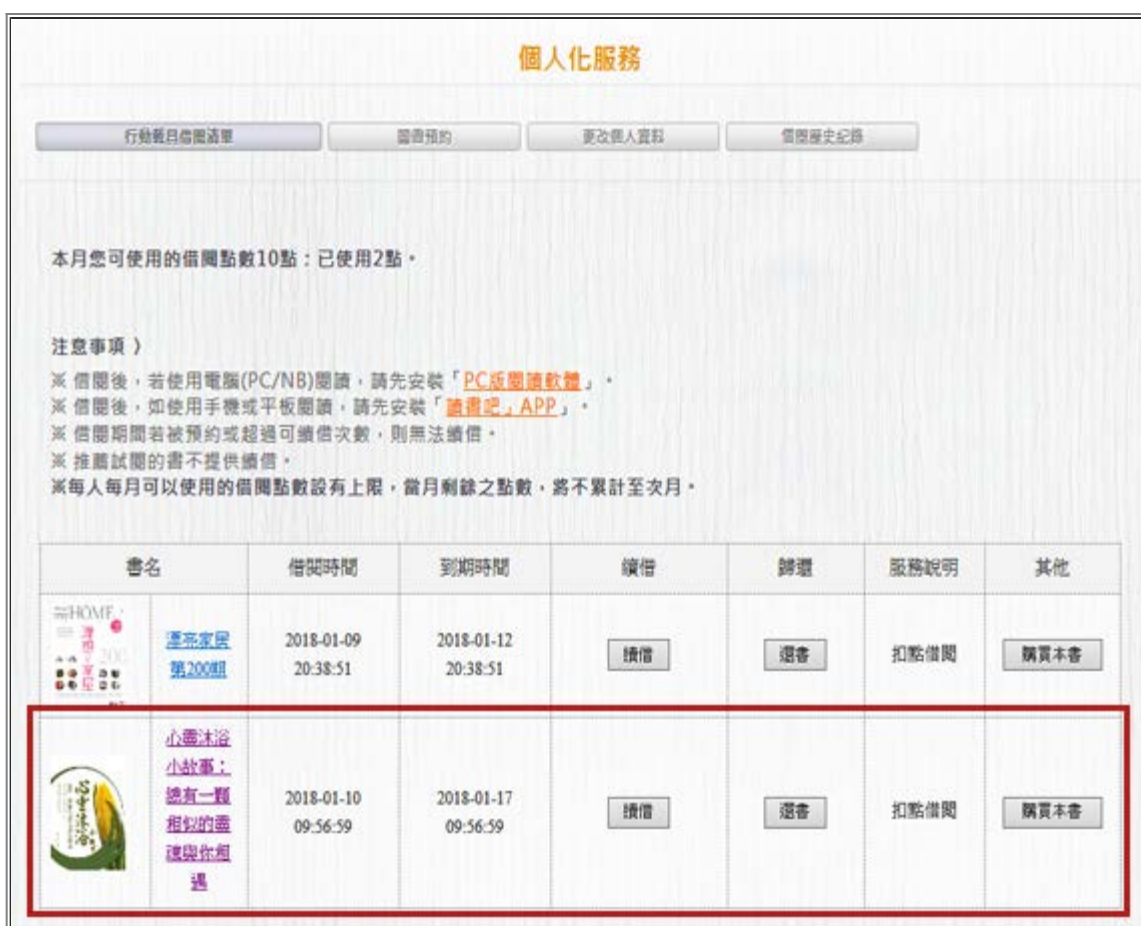 個人化服務
行動載具借閱清單 圖書預約 更改個人資料 借閱歷史紀錄
本月您可使用的借閱點數10點：已使用2點。
注意事項 〉
※ 借閱後，若使用電腦(PC/NB)閱讀，請先安裝「PC版閱讀軟體」。
※ 借閱後，如使用手機或平板閱讀，請先安裝「讀書吧」APP」。
※ 借閱期間若被預約或超過可續借次數，則無法續借。
※ 推薦試閱的書不提供續借。
※每人每月可以使用的借閱點數設有上限，當月剩餘之點數，將不累計至次月。
書名 借閱時間 到期時間 續借 歸還 服務說明 其他
HOME
漂亮家居
200
漂亮家居
第200期
2018-01-09
20:38:51
2018-01-12
20:38:51
續借
還書
扣點借閱
購買本書
心靈沐浴
心靈沐浴
小故事：
總有一顆
相似的靈
魂與你相
遇
2018-01-10
09:56:59
2018-01-17
09:56:59
續借
還書
扣點借閱
購買本書